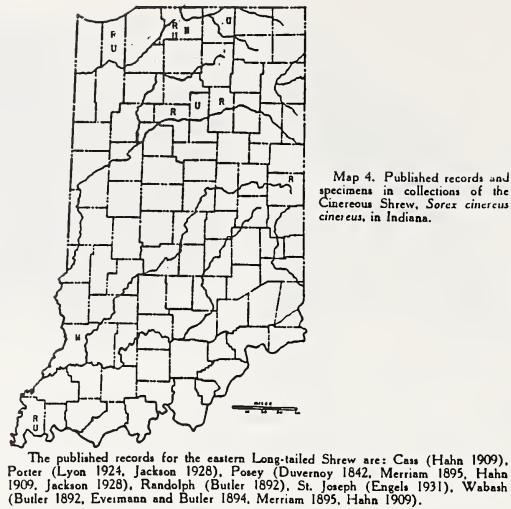 R
U
R
U
N
U
R
U
R
R
Map 4. Published records and
specimens in collections of the
Cinereous Shrew, Sorex cinereus
cinereus, in Indiana.
N
R
U
MILES
The published records for the eastern Long-tailed Shrew are: Cass (Hahn 1909),
Porter (Lyon 1924, Jackson 1928), Posey (Duvernoy 1842, Merriam 1895, Hahn
1909, Jackson 1928), Randolph (Butler 1892), St. Joseph (Engels 1931), Wabash
(Butler 1892, Evermann and Butler 1894, Merriam 1895, Hahn 1909).